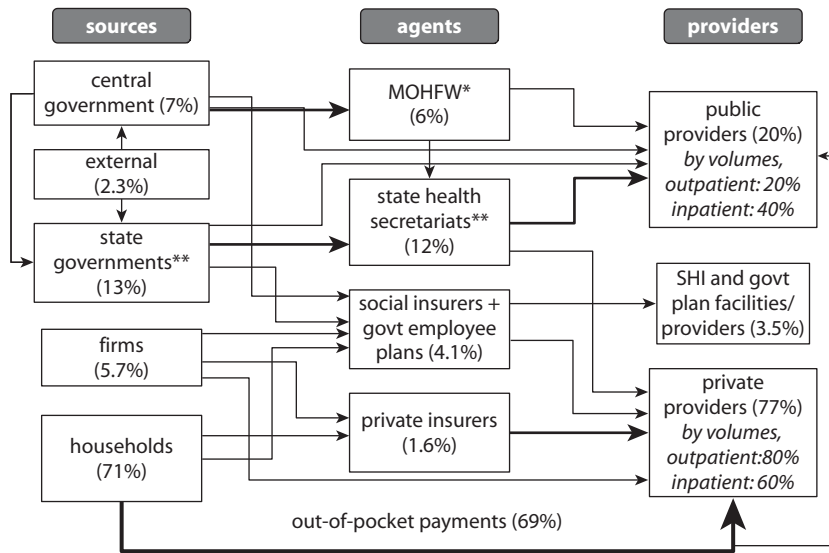 sources
agents
providers
central
government (7%)
external
(2.3%)
state
governments**
(13%)
firms
(5.7%)
households
(71%)
MOHFW*
(6%)
state health
secretariats**
(12%)
social insurers +
govt employee
plans (4.1%)
private insurers
(1.6%)
public
providers (20%)
by volumes,
outpatient: 20%
inpatient: 40%
SHI and govt
plan facilities/
providers (3.5%)
private
providers (77%)
by volumes,
outpatient:80%
inpatient: 60%
out-of-pocket payments (69%)